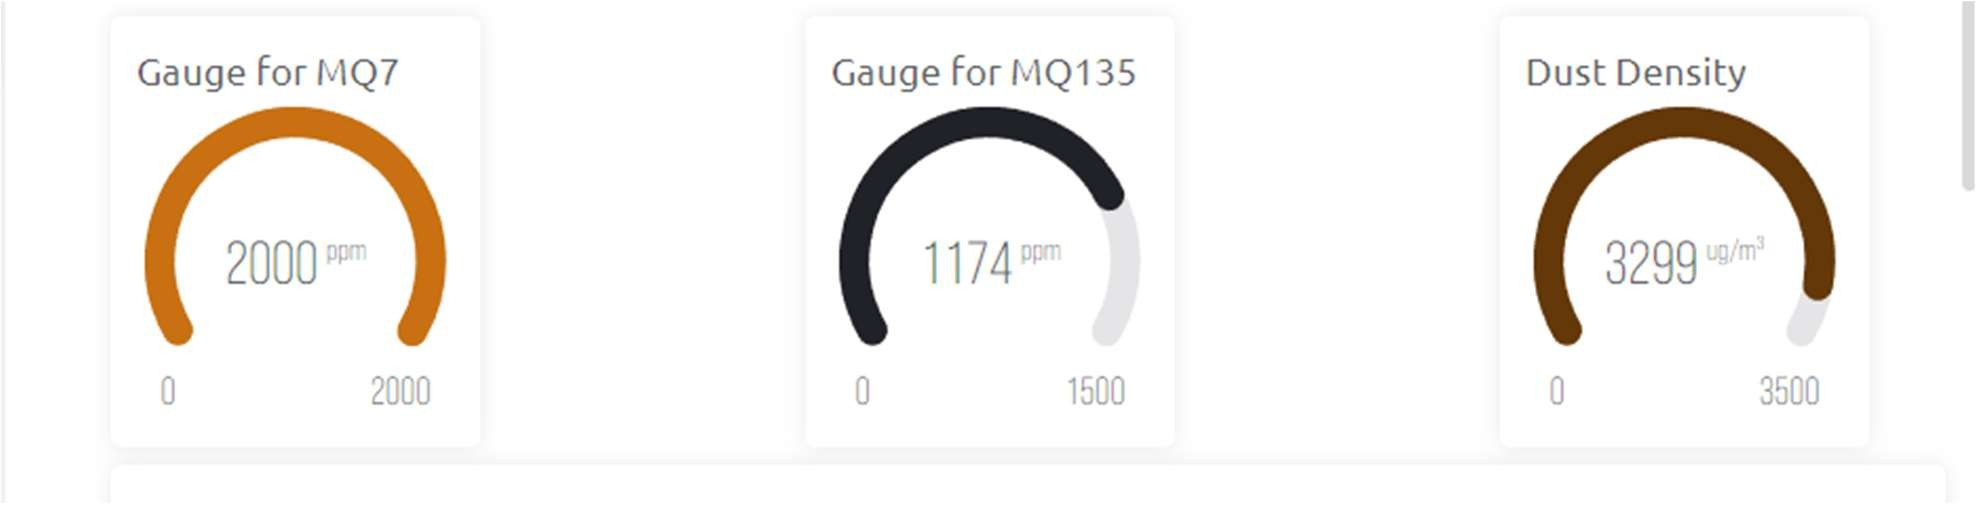 Gauge for MQ7
2000 ppm
0 2000
Gauge for MQ135
1174 ppm
0 1500
Dust Density
3299 ug/m³
0 3500